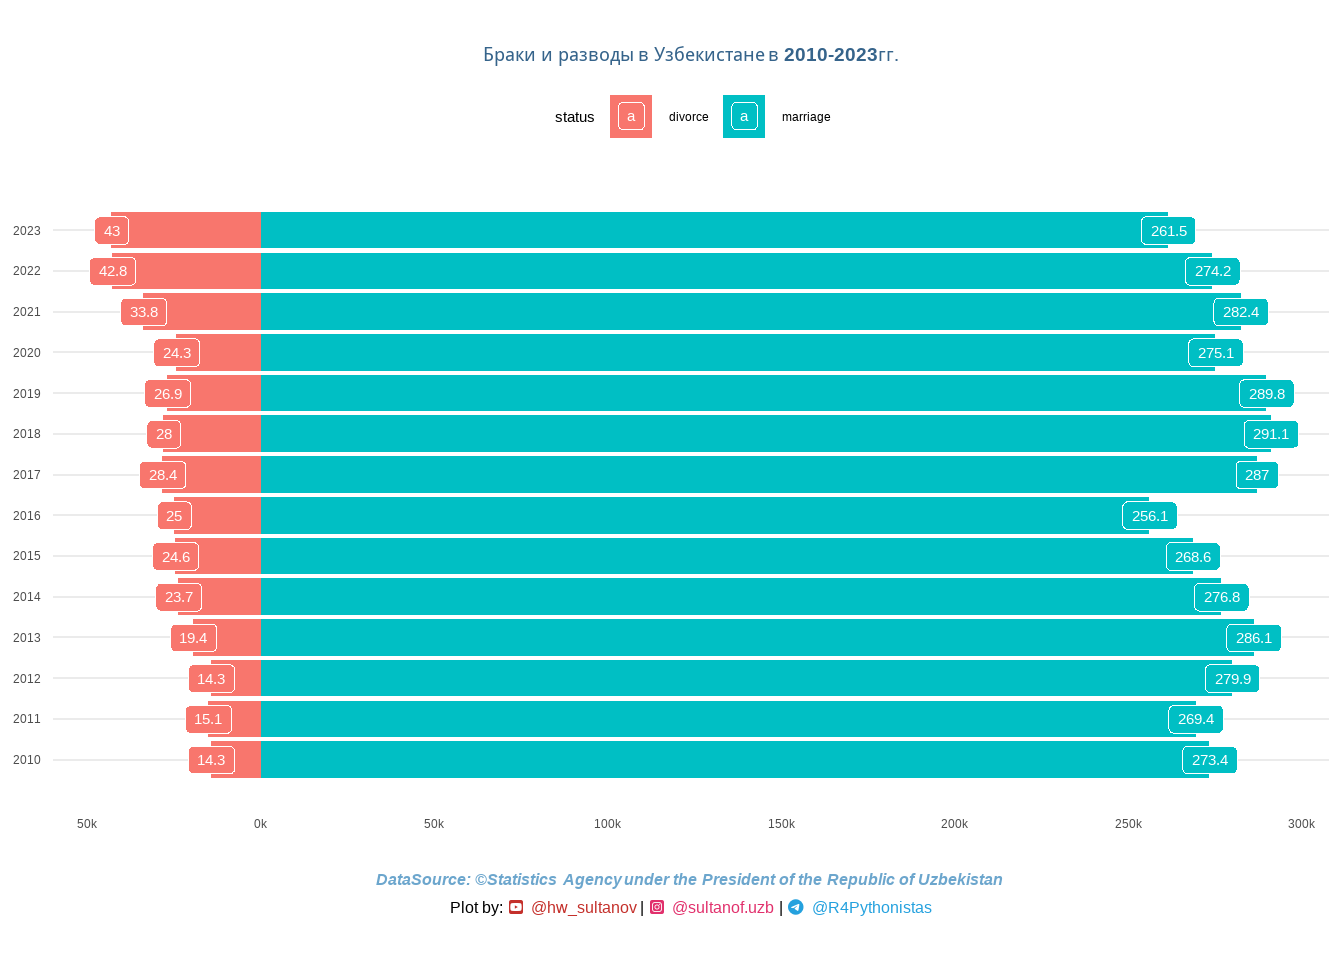 Браки и разводы в Узбекистане в 2010-2023гг.
status a divorce a marriage
2023 43 261.5
2022 42.8 274.2
2021 33.8 282.4
2020 24.3 275.1
2019 26.9 289.8
2018 28 291.1
2017 28.4 287
2016 25 256.1
2015 24.6 268.6
2014 23.7 276.8
2013 19.4 286.1
2012 14.3 279.9
2011 15.1 269.4
2010 14.3 273.4
50k 0k 50k 100k 150k 200k 250k 300k
DataSource: ©Statistics Agency under the President of the Republic of Uzbekistan
Plot by: @hw_sultanov | @sultanof.uzb | @R4Pythonistas